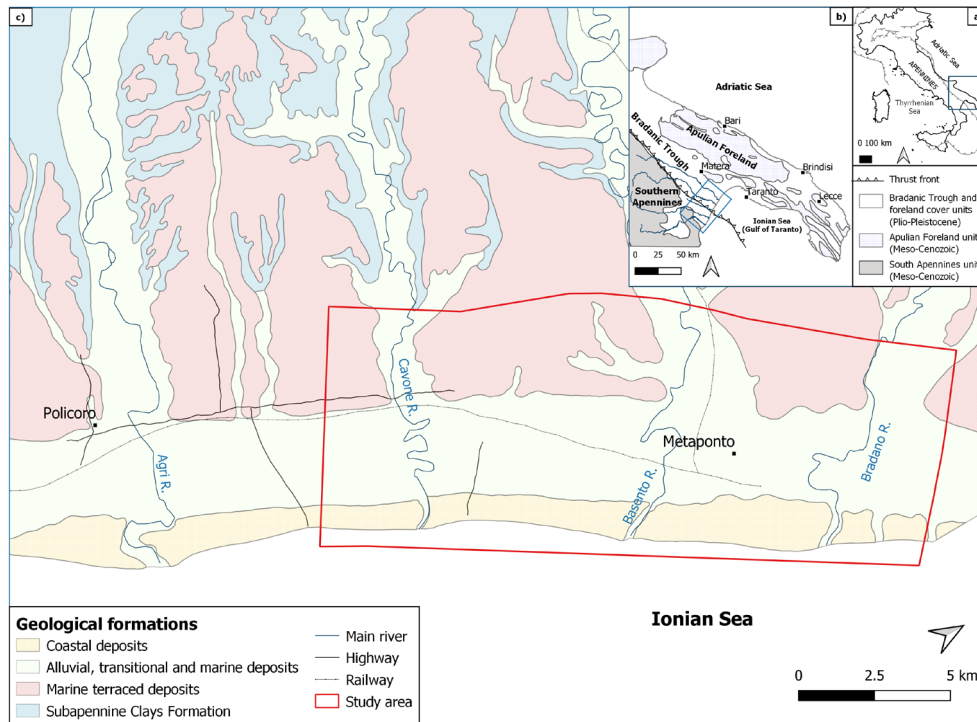 c)
Policoro
Agri R.
Cavone R.
Metaponto
Basento R.
Bradano R.
Ionian Sea
0
2.5
5 km
Geological formations
Coastal deposits
Alluvial, transitional and marine deposits
Marine terraced deposits
Subapennine Clays Formation
Main river
Highway
Railway
Study area
b)
Adriatic Sea
Bari
Bradanic Trough
Apulian Foreland
Matera
Brindisi
Southern
Apennines
Taranto
Lecce
Ionian Sea
(Gulf of Taranto)
0 25 50 km
a
Adriatic
Sea
APENNINES
Thyrrhenian
Sea
0 100 km
Thrust front
Bradanic Trough and
foreland cover units
(Plio-Pleistocene)
Apulian Foreland unit
(Meso-Cenozoic)
South Apennines unit
(Meso-Cenozoic)